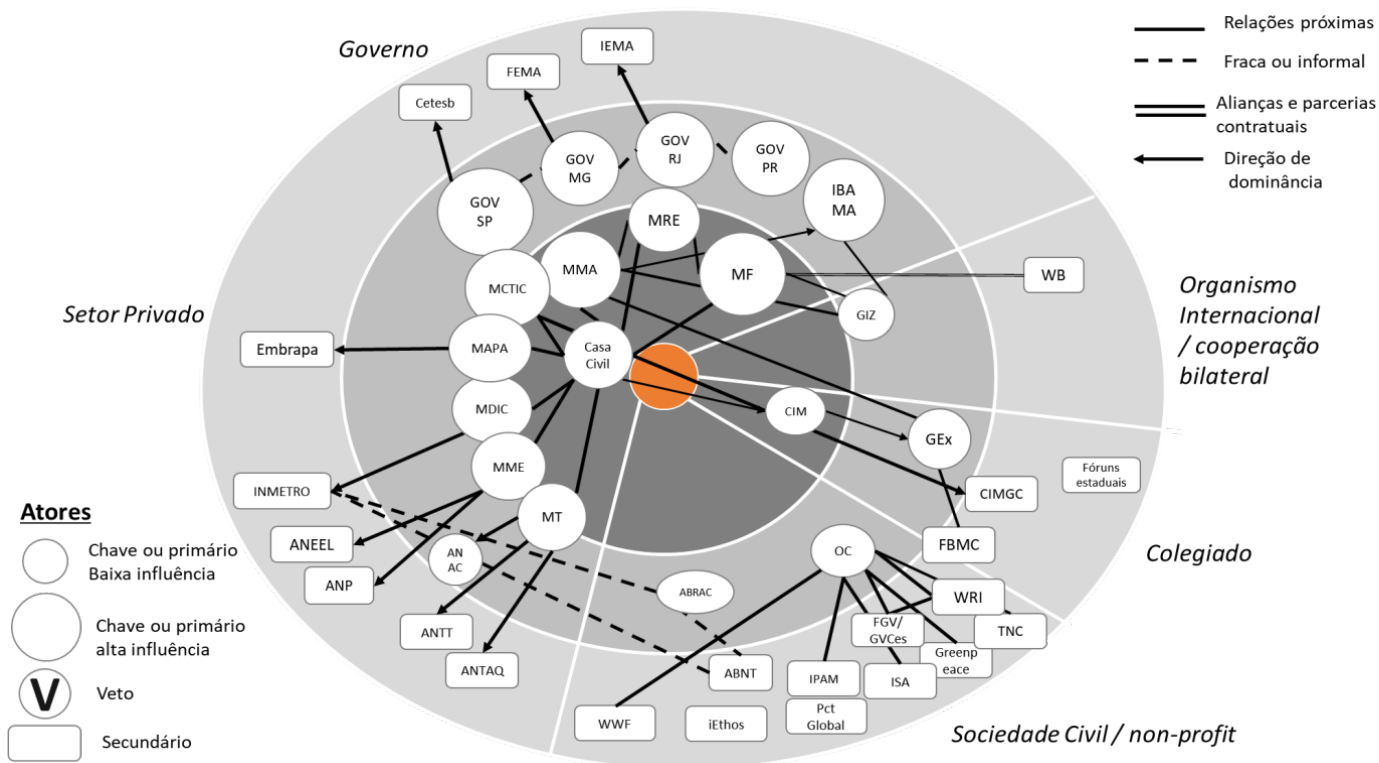 Relações próximas
Fraca ou informal
Alianças e parcerias
contratuais
Direção de
dominância
Governo
IEMA
FEMA
Cetesb
GOV
SP
GOV
MG
GOV
RJ
GOV
PR
IBA
MA
MRE
MMA
MF
WB
MCTIC
GIZ
Organismo
Internacional
/ cooperação
bilateral
Setor Privado
Embrapa
MAPA
Casa
Civil
MDIC
CIM
GEx
MME
Fóruns
estaduais
INMETRO
CIMGC
MT
Atores
Chave ou primário
Baixa influência
Chave ou primário
alta influência
V
Veto
Secundário
ANEEL
AN
AC
OC
FBMC
Colegiado
ANP
ABRAC
WRI
ANTT
FGV/
GVCes
TNC
Greenp
eace
ANTAQ
ABNT
IPAM
ISA
WWF
iEthos
Pct
Global
Sociedade Civil / non-profit